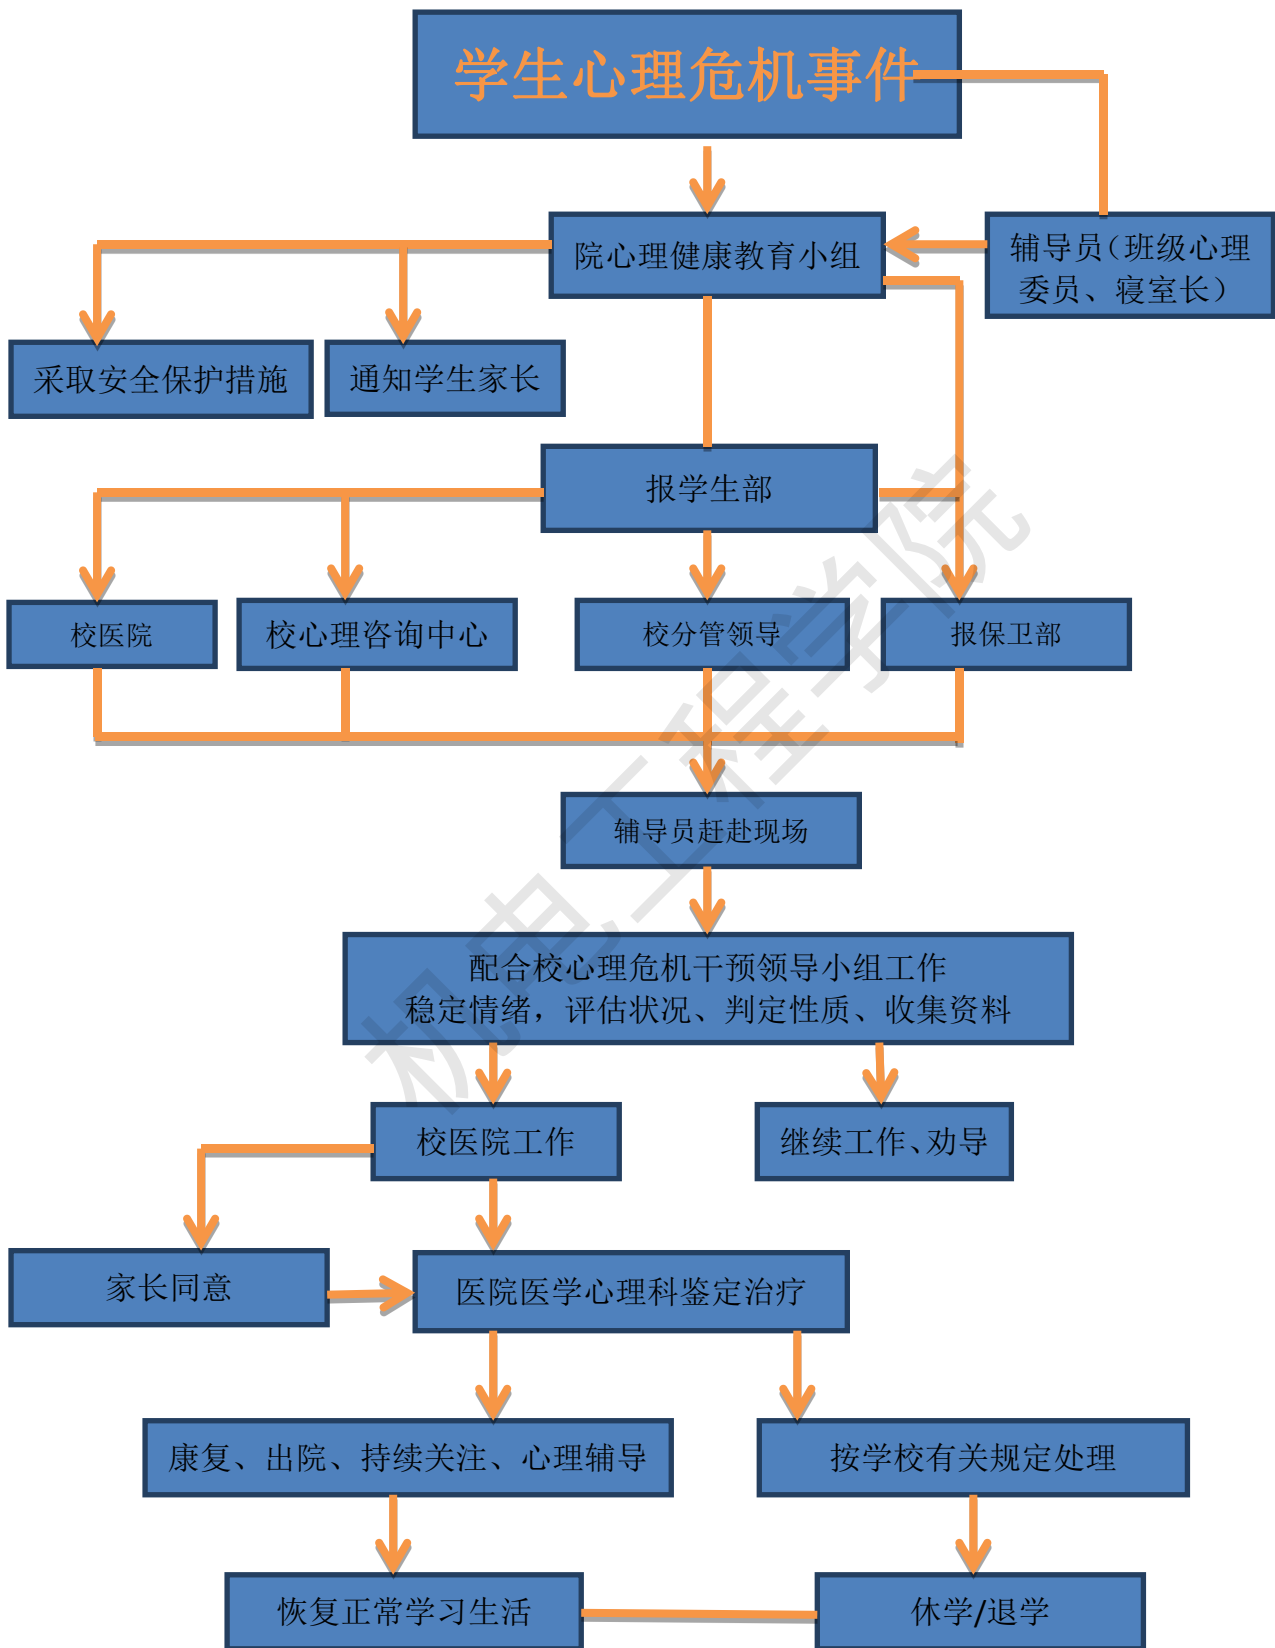 学生心理危机事件
院心理健康教育小组
辅导员（班级心理
委员、寝室长）
采取安全保护措施
通知学生家长
报学生部
校医院
校心理咨询中心
校分管领导
报保卫部
辅导员赶赴现场
配合校心理危机干预领导小组工作
稳定情绪，评估状况、判定性质、收集资料
校医院工作
继续工作、劝导
家长同意
医院医学心理科鉴定治疗
康复、出院、持续关注、心理辅导
按学校有关规定处理
恢复正常学习生活
休学/退学
机电工程学院